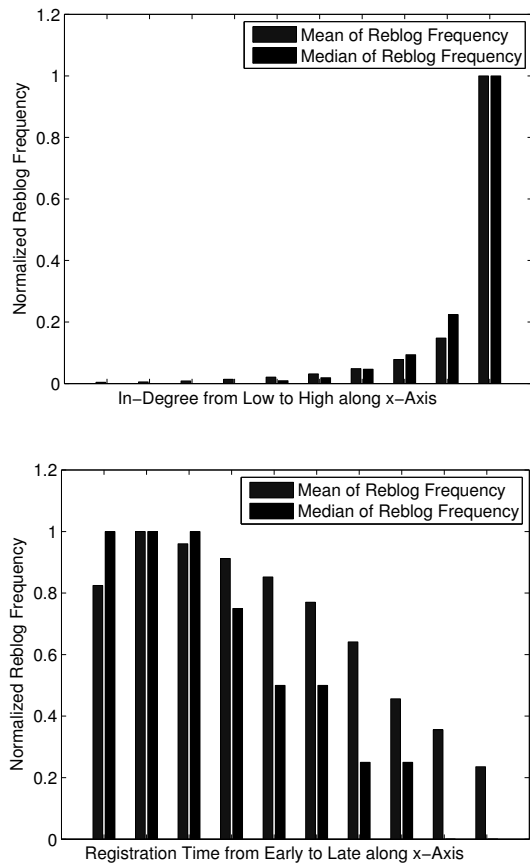 1.2
1
0.8
0.6
0.4
0.2
0
Normalized Reblog Frequency
Mean of Reblog Frequency
Median of Reblog Frequency
In-Degree from Low to High along x-Axis
1.2
1
0.8
0.6
0.4
0.2
0
Normalized Reblog Frequency
Mean of Reblog Frequency
Median of Reblog Frequency
Registration Time from Early to Late along x-Axis